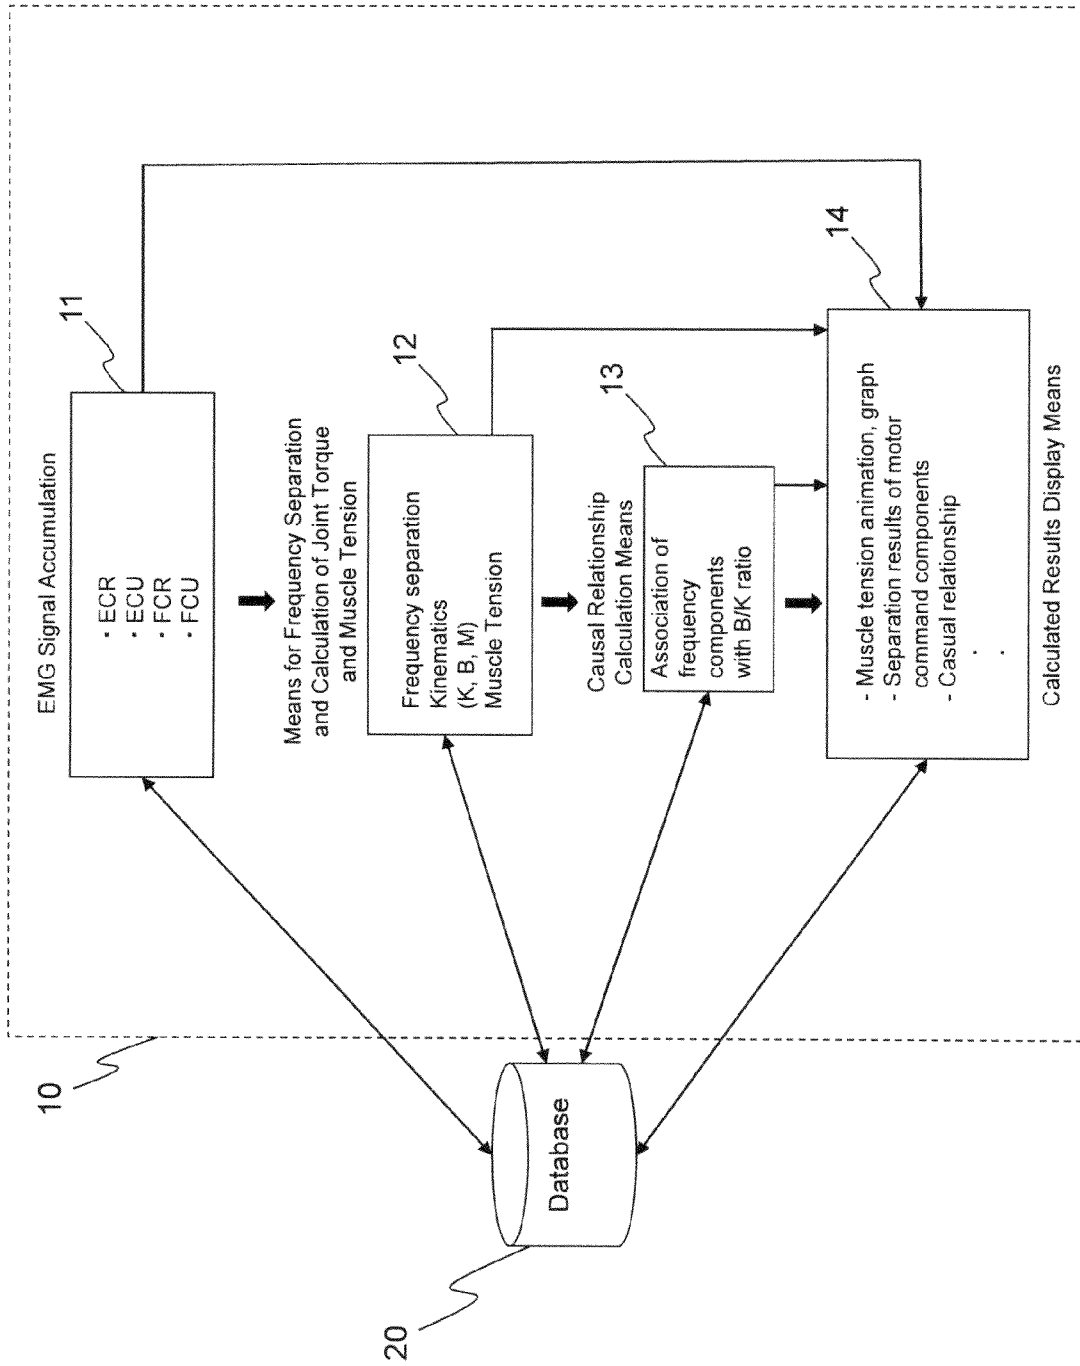 10
20
Database
EMG Signal Accumulation
11
· ECR
· ECU
· FCR
· FCU
Means for Frequency Separation
and Calculation of Joint Torque
and Muscle Tension
12
Frequency separation
Kinematics
(K, B, M)
Muscle Tension
Causal Relationship
Calculation Means
13
Association of
frequency
components
with B/K ratio
14
- Muscle tension animation, graph
- Separation results of motor
command components
- Casual relationship
. .
Calculated Results Display Means